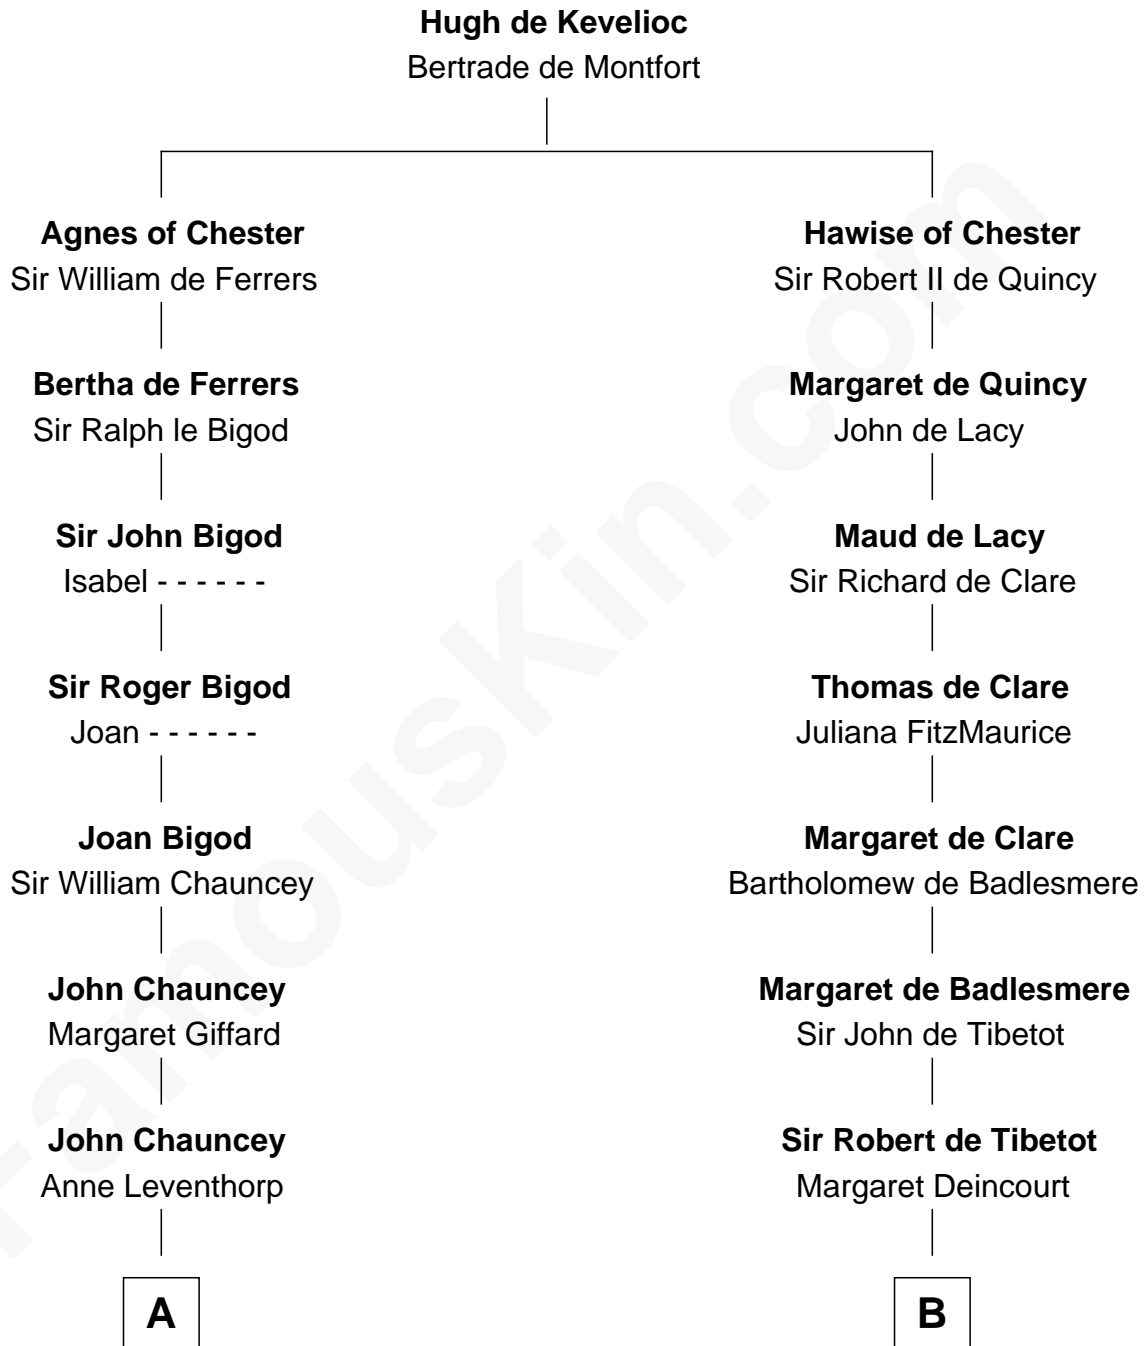 Hugh de Kevelioc
Bertrade de Montfort
Agnes of Chester
Sir William de Ferrers
Hawise of Chester
Sir Robert II de Quincy
Bertha de Ferrers
Sir Ralph le Bigod
Margaret de Quincy
John de Lacy
Sir John Bigod
Isabel - - - - - -
Maud de Lacy
Sir Richard de Clare
Sir Roger Bigod
Joan - - - - - -
Thomas de Clare
Juliana FitzMaurice
Joan Bigod
Sir William Chauncey
Margaret de Clare
Bartholomew de Badlesmere
John Chauncey
Margaret Giffard
Margaret de Badlesmere
Sir John de Tibetot
John Chauncey
Anne Leventhorp
Sir Robert de Tibetot
Margaret Deincourt
A
B
FamousKin.com